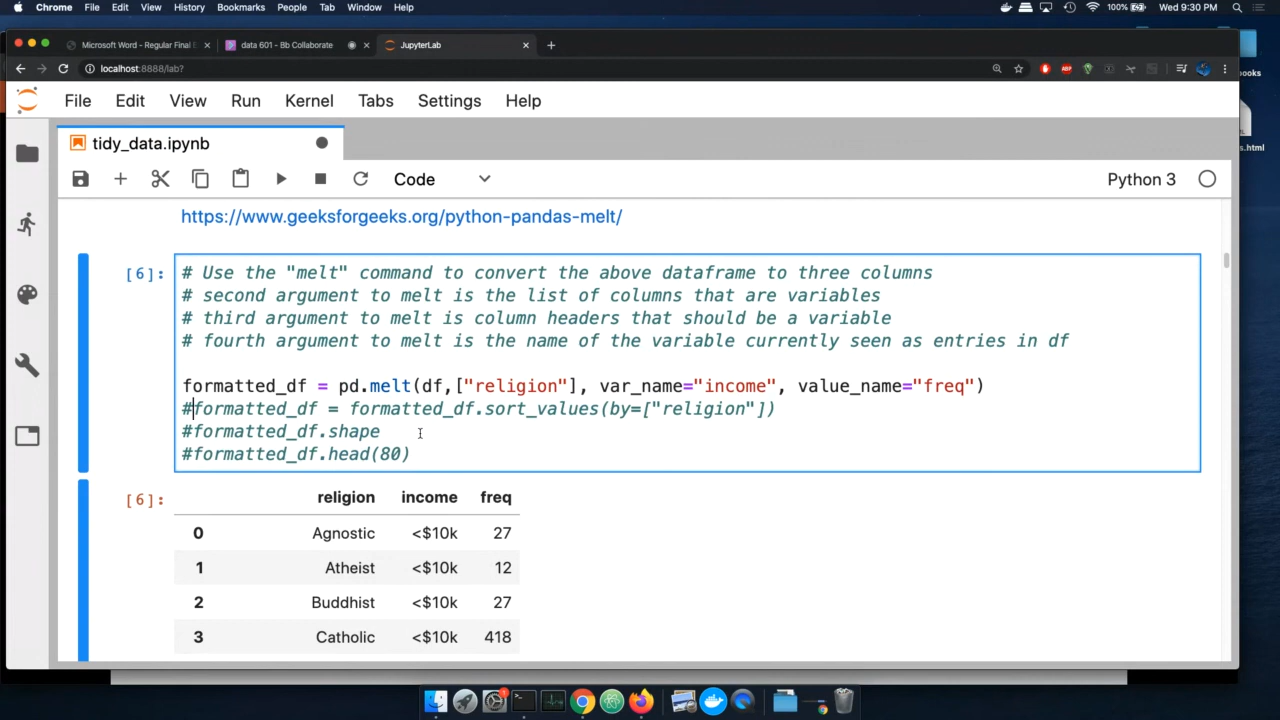 Chrome File Edit View History Bookmarks People Tab Window Help 100% Wed 9:30 PM
Microsoft Word - Regular Final E data 601 - Bb Collaborate JupyterLab
localhost:8888/lab?
File Edit View Run Kernel Tabs Settings Help
tidy_data.ipynb
Code Python 3
https://www.geeksforgeeks.org/python-pandas-melt/
[6]: # Use the "melt" command to convert the above dataframe to three columns
# second argument to melt is the list of columns that are variables
# third argument to melt is column headers that should be a variable
# fourth argument to melt is the name of the variable currently seen as entries in df
formatted_df = pd.melt(df,["religion"], var_name="income", value_name="freq")
#formatted_df = formatted_df.sort_values(by=["religion"])
#formatted_df.shape
#formatted_df.head(80)
[6]: religion income freq
0 Agnostic <$10k 27
1 Atheist <$10k 12
2 Buddhist <$10k 27
3 Catholic <$10k 418
ooks
s.html
ABP